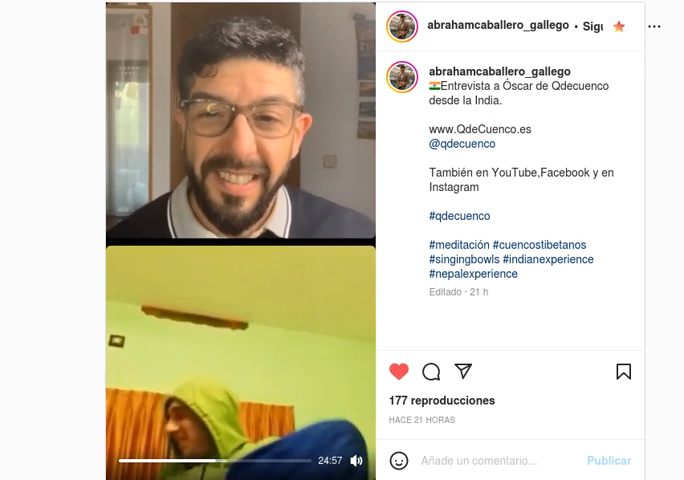 abrahamcaballero_gallego • Sigu
abrahamcaballero_gallego
🇮🇳Entrevista a Óscar de Qdecuenco
desde la India.
www.QdeCuenco.es
@qdecuenco
También en YouTube,Facebook y en
Instagram
#qdecuenco
#meditación #cuencostibetanos
#singingbowls #indianexperience
#nepalexperience
Editado · 21 h
177 reproducciones
HACE 21 HORAS
24:57
Añade un comentario... Publicar